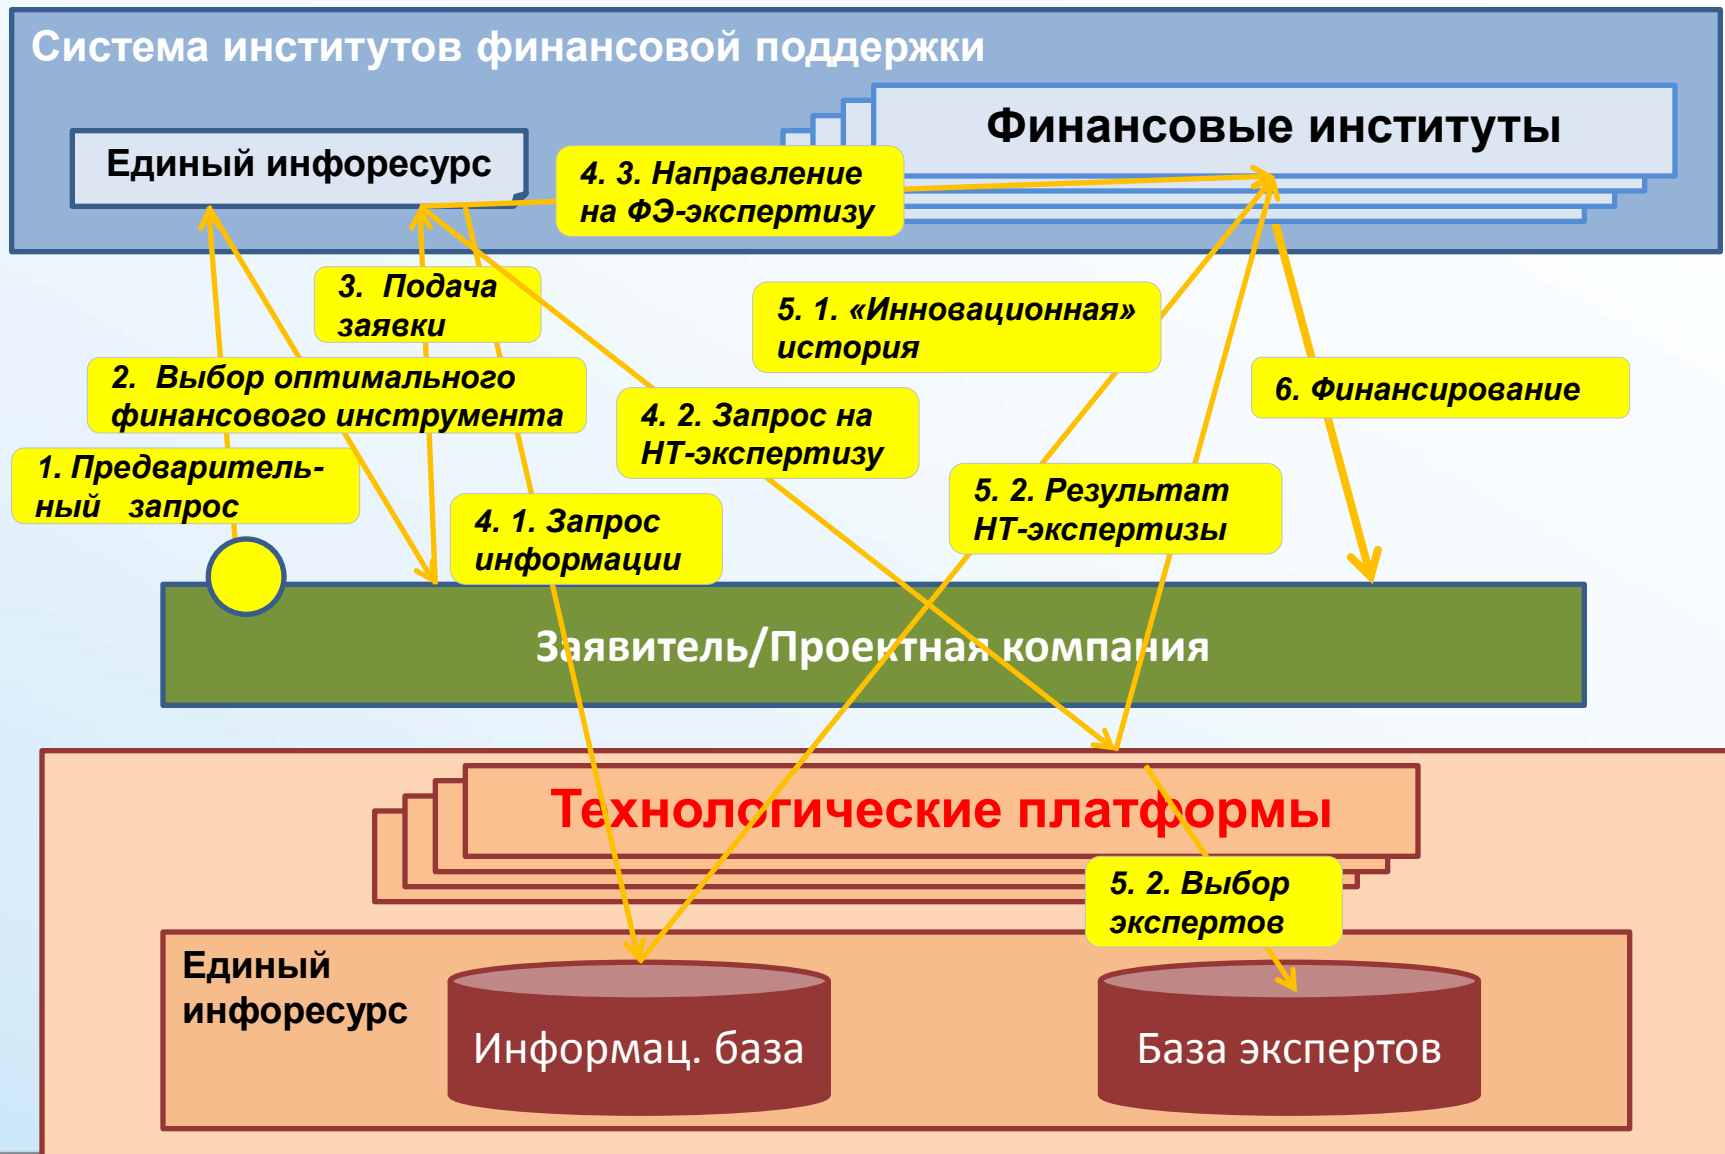 Система институтов финансовой поддержки
Финансовые институты
Единый инфоресурс
4. 3. Направление
на ФЭ-экспертизу
3. Подача
заявки
5. 1. «Инновационная»
история
2. Выбор оптимального
финансового инструмента
4. 2. Запрос на
НТ-экспертизу
6. Финансирование
1. Предваритель-
ный запрос
4. 1. Запрос
информации
5. 2. Результат
НТ-экспертизы
Заявитель/Проектная компания
Технологические платформы
5. 2. Выбор
экспертов
Единый
инфоресурс
Информац. база
База экспертов